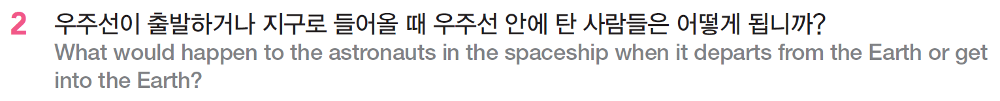 2 우주선이 출발하거나 지구로 들어올 때 우주선 안에 탄 사람들은 어떻게 됩니까?
What would happen to the astronauts in the spaceship when it departs from the Earth or get
into the Earth?